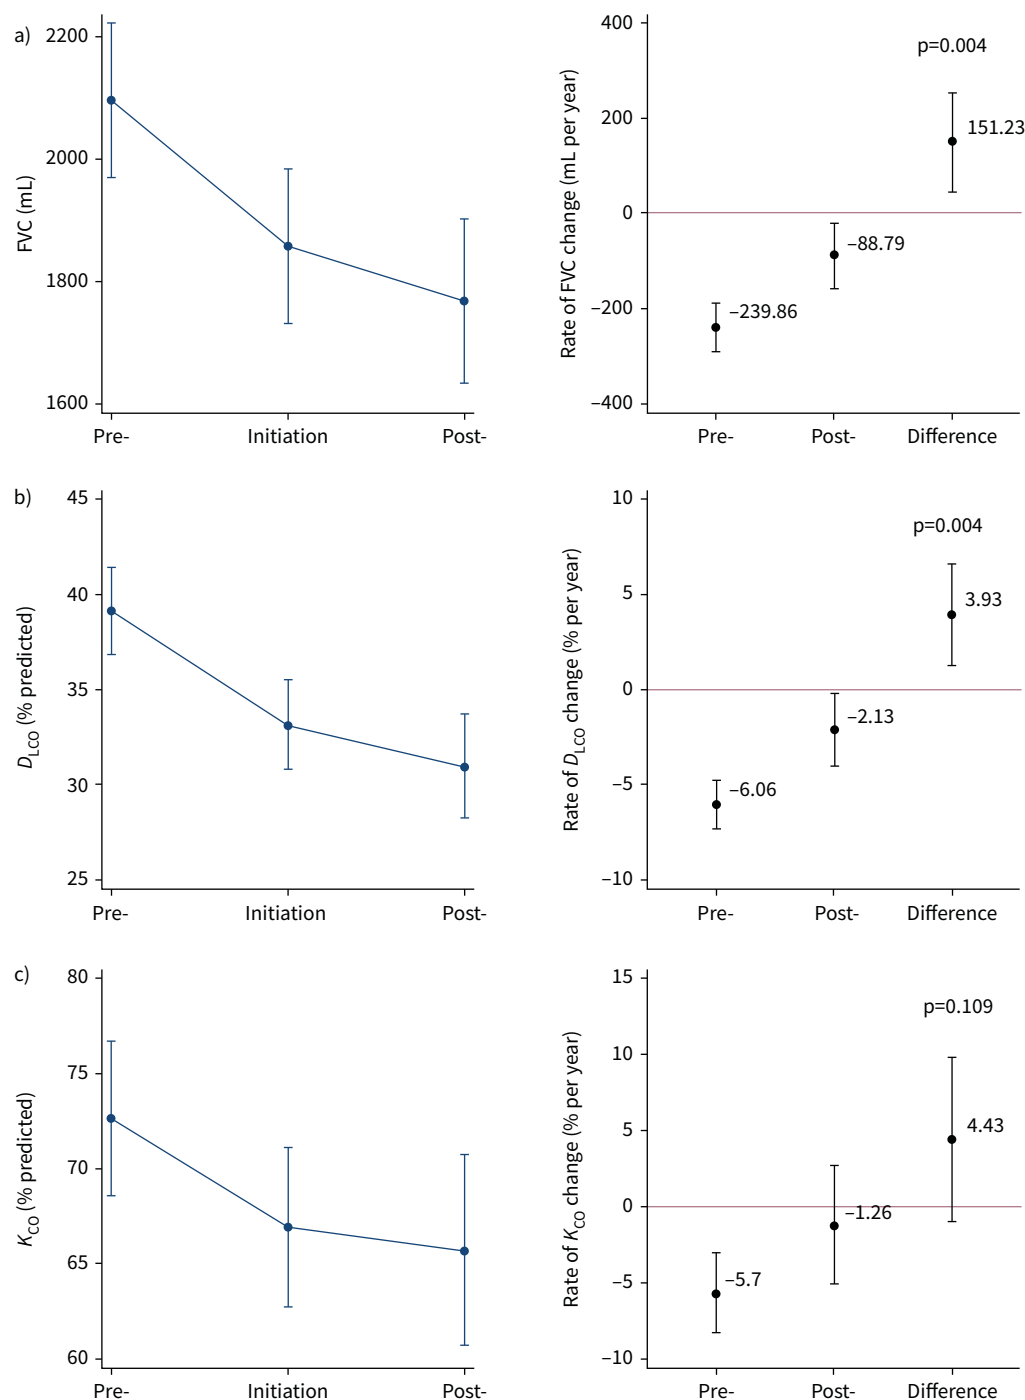 a)
2200
2000
1800
1600
FVC (mL)
Pre-
Initiation
Post-
400
200
0
–200
–400
Rate of FVC change (mL per year)
p=0.004
151.23
–88.79
–239.86
Pre-
Post-
Difference
b)
45
40
35
30
25
DLCO (% predicted)
Pre-
Initiation
Post-
10
5
0
–5
–10
Rate of DLCO change (% per year)
p=0.004
3.93
–2.13
–6.06
Pre-
Post-
Difference
c)
80
75
70
65
60
KCO (% predicted)
Pre-
Initiation
Post-
15
10
5
0
–5
–10
Rate of KCO change (% per year)
p=0.109
4.43
–1.26
–5.7
Pre-
Post-
Difference